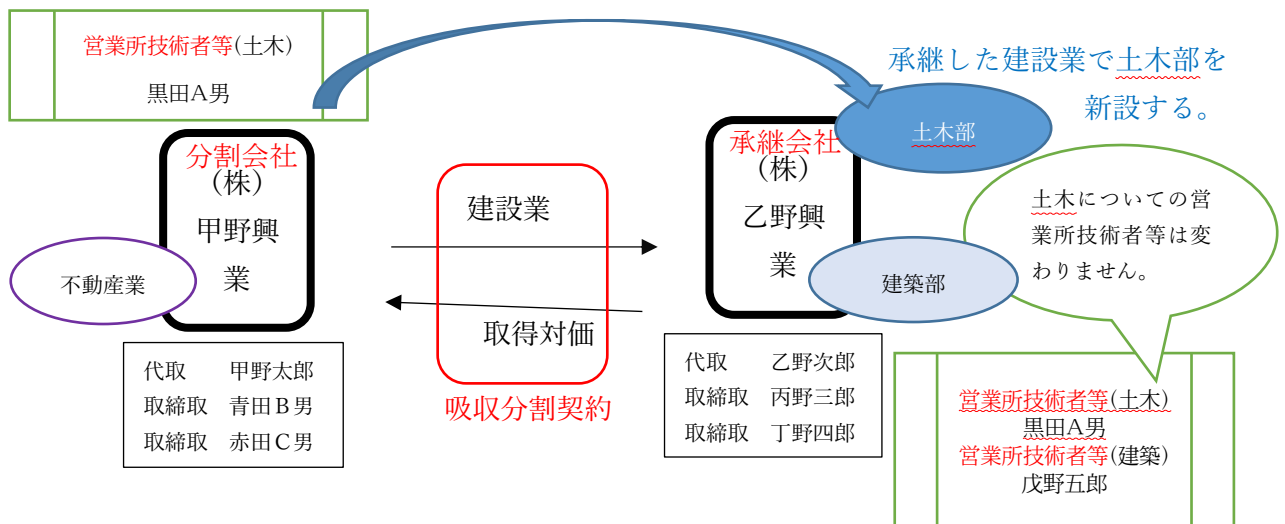 営業所技術者等(土木)
黒田A男
承継した建設業で土木部を
新設する。
土木部
分割会社
(株)
甲野興
業
不動産業
建設業
取得対価
吸収分割契約
承継会社
(株)
乙野興
業
建築部
土木についての営
業所技術者等は変
わりません。
代取 甲野太郎
取締取 青田B男
取締取 赤田C男
代取 乙野次郎
取締取 丙野三郎
取締取 丁野四郎
営業所技術者等(土木)
黒田A男
営業所技術者等(建築)
戊野五郎